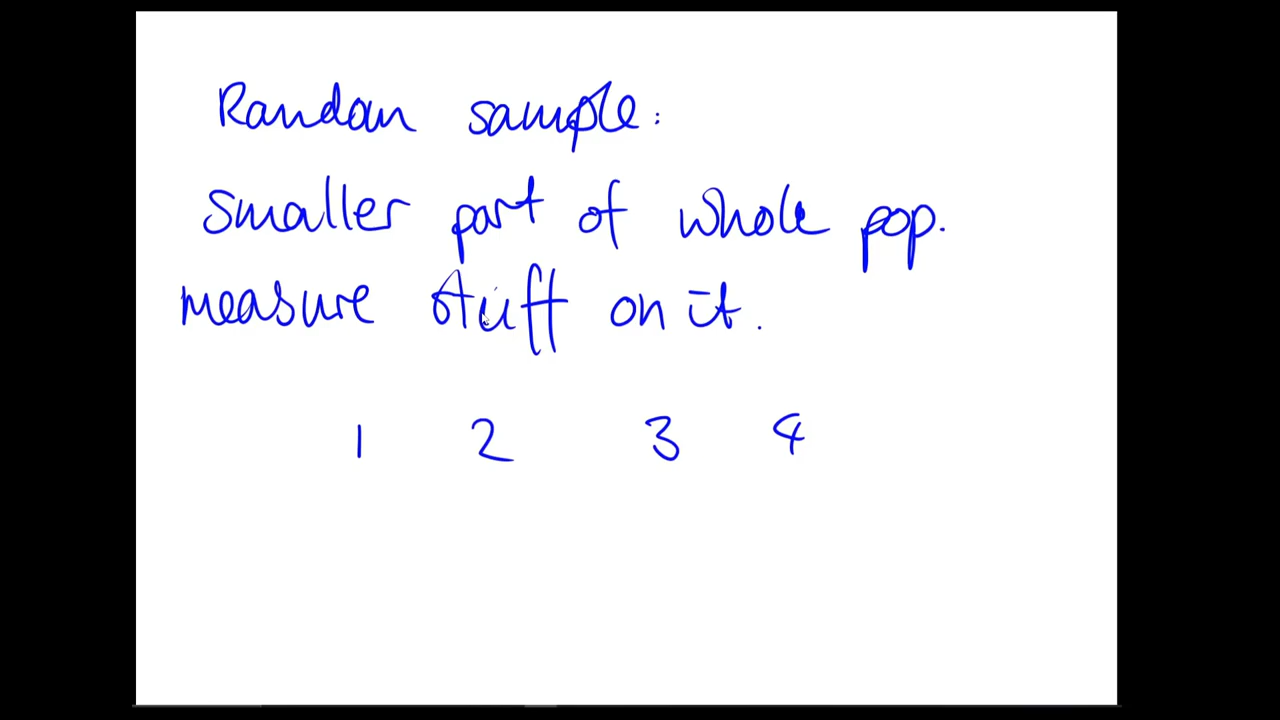 Random sample:
Smaller part of whole pop.
measure stuff on it.
1 2 3 4